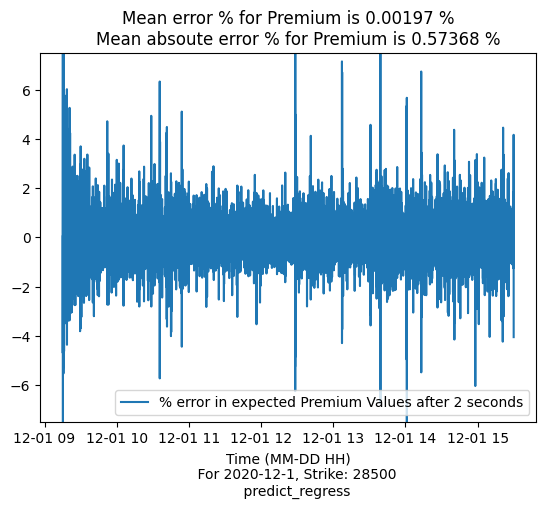 Mean error % for Premium is 0.00197 %
Mean absoute error % for Premium is 0.57368 %
6
4
2
0
−2
−4
−6
% error in expected Premium Values after 2 seconds
12-01 09 12-01 10 12-01 11 12-01 12 12-01 13 12-01 14 12-01 15
Time (MM-DD HH)
For 2020-12-1, Strike: 28500
predict_regress